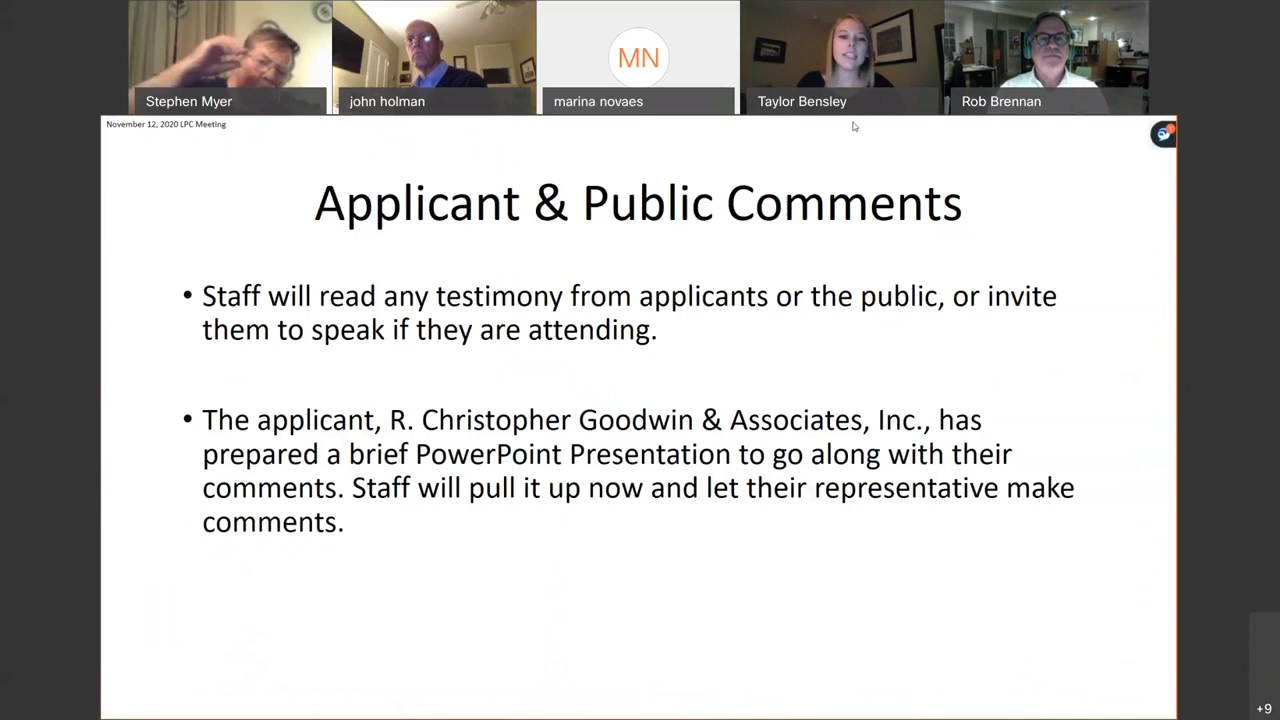 MN
Stephen Myer
john holman
marina novaes
Taylor Bensley
Rob Brennan
November 12, 2020 LPC Meeting
Applicant & Public Comments
• Staff will read any testimony from applicants or the public, or invite
them to speak if they are attending.
• The applicant, R. Christopher Goodwin & Associates, Inc., has
prepared a brief PowerPoint Presentation to go along with their
comments. Staff will pull it up now and let their representative make
comments.
+9